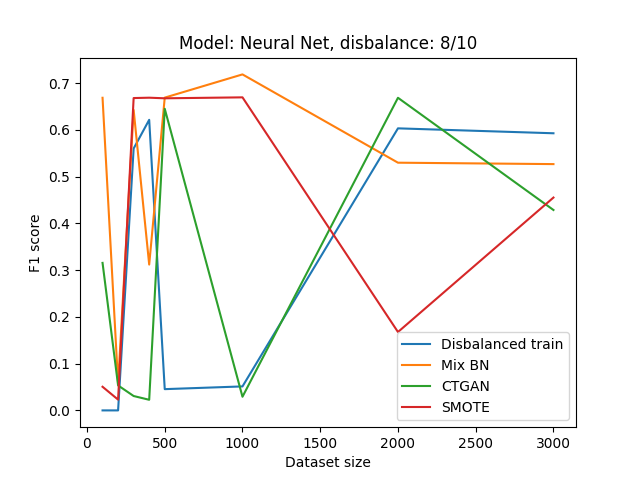 Model: Neural Net, disbalance: 8/10
F1 score
0.7
0.6
0.5
0.4
0.3
0.2
0.1
0.0
Disbalanced train
Mix BN
CTGAN
SMOTE
0 500 1000 1500 2000 2500 3000
Dataset size